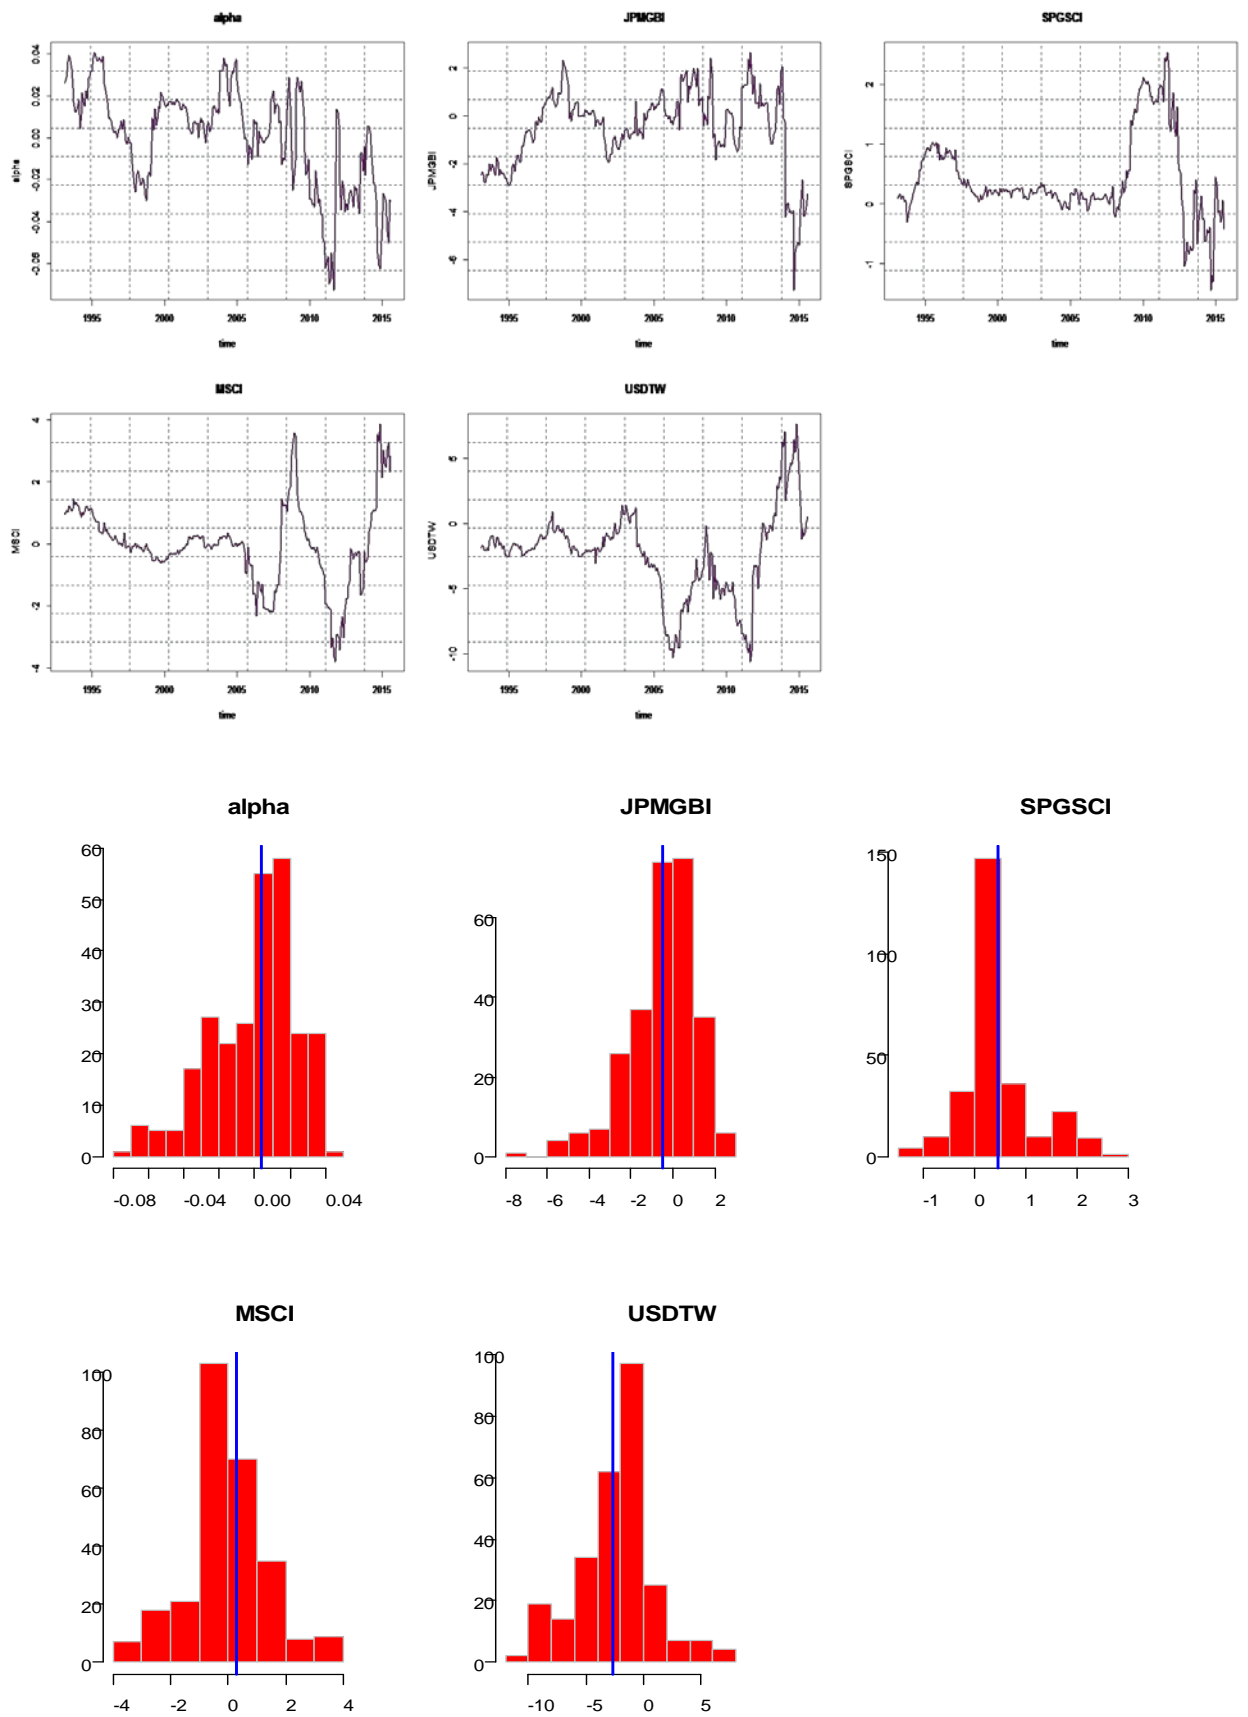 alpha JPMGBI SPGSCI
alpha
0.04
0.02
0.00
-0.02
-0.04
-0.06
1995 2000 2005 2010 2015
time
JPMGBI
2
0
-2
-4
-6
1995 2000 2005 2010 2015
time
SPGSCI
2
1
0
-1
1995 2000 2005 2010 2015
time
MSCI USDTW
MSCI
4
2
0
-2
-4
1995 2000 2005 2010 2015
time
USDTW
5
0
-5
-10
1995 2000 2005 2010 2015
time
alpha
60
50
40
30
20
10
0
-0.08 -0.04 0.00 0.04
JPMGBI
60
40
20
0
-8 -6 -4 -2 0 2
SPGSCI
150
100
50
0
-1 0 1 2 3
MSCI
100
80
60
40
20
0
-4 -2 0 2 4
USDTW
100
80
60
40
20
0
-10 -5 0 5